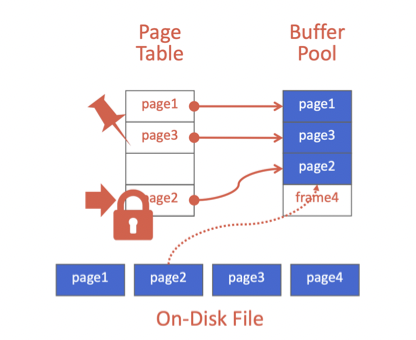 Page
Table
Buffer
Pool
page1
page3
page2
page1
page3
page2
frame4
page1
page2
page3
page4
On-Disk File